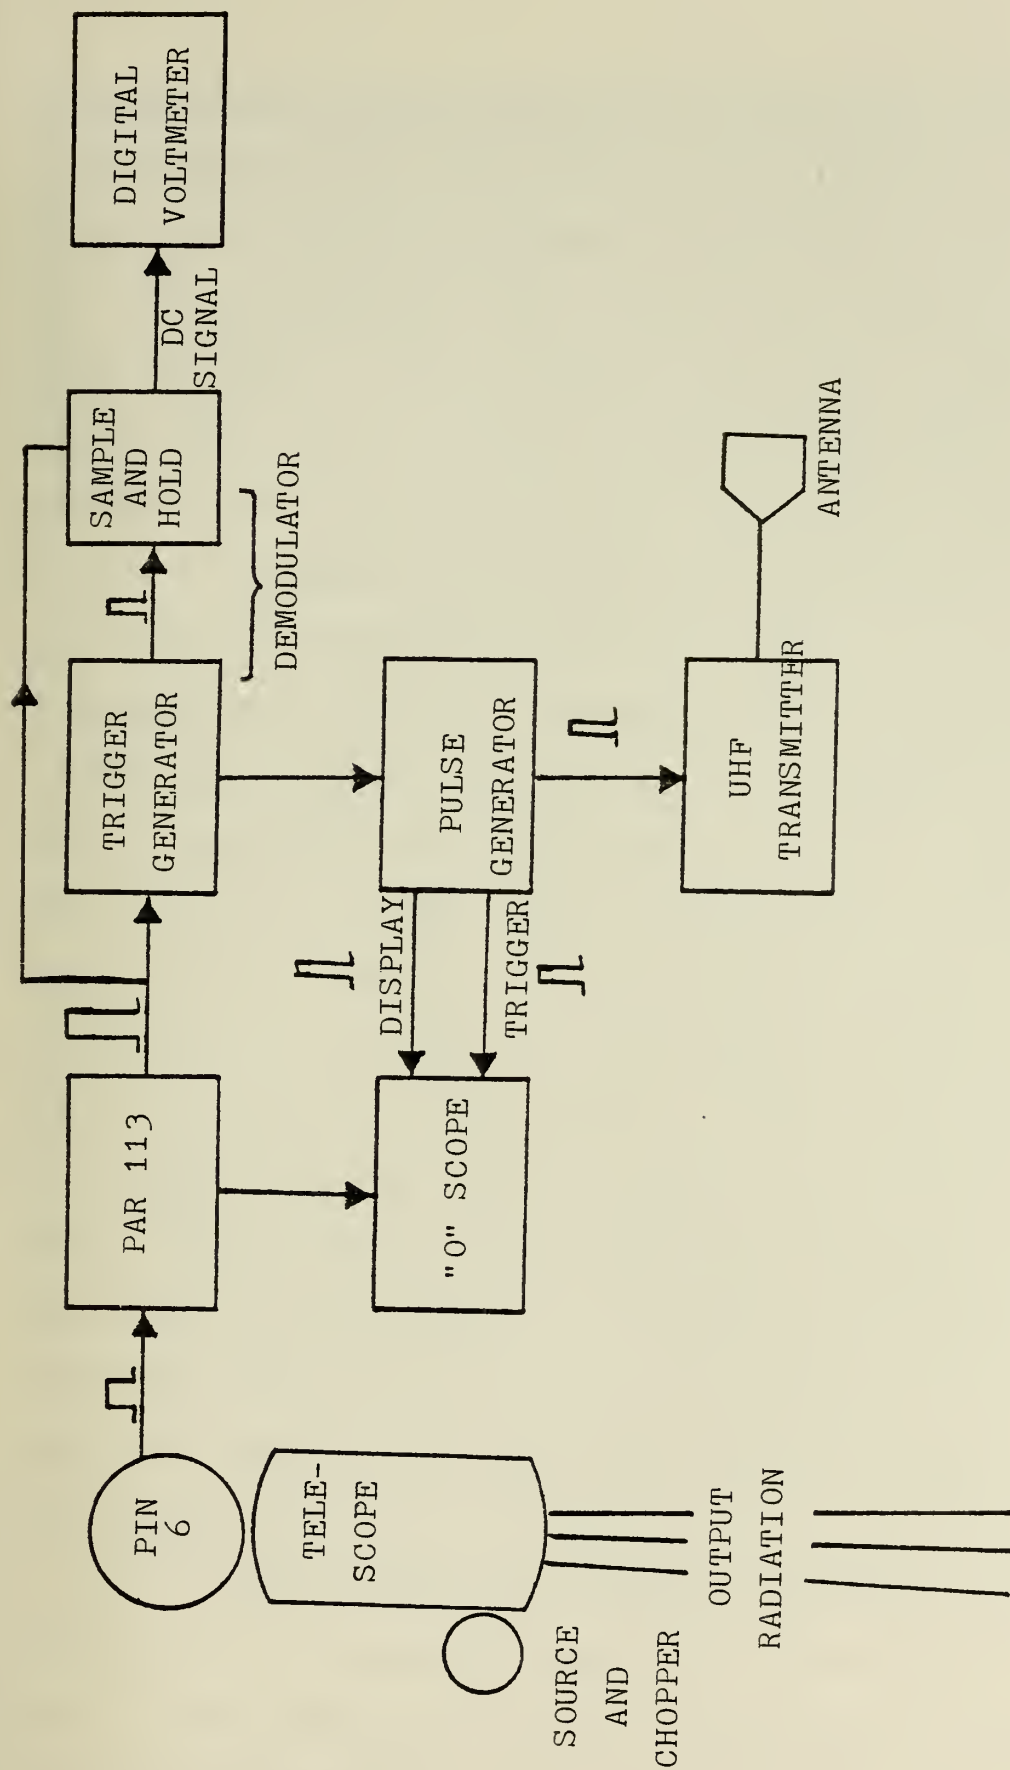 PIN
6
PAR 113
TRIGGER
GENERATOR
SAMPLE
AND
HOLD
DC
SIGNAL
DIGITAL
VOLTMETER
DEMODULATOR
TELE-
SCOPE
"O" SCOPE
DISPLAY
TRIGGER
PULSE
GENERATOR
SOURCE
AND
CHOPPER
OUTPUT
RADIATION
UHF
TRANSMITTER
ANTENNA